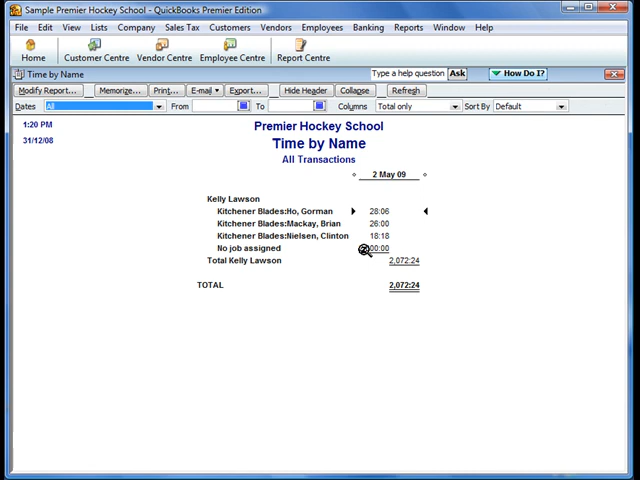 Sample Premier Hockey School - QuickBooks Premier Edition
File Edit View Lists Company Sales Tax Customers Vendors Employees Banking Reports Window Help
Home Customer Centre Vendor Centre Employee Centre Report Centre
Time by Name Type a help question Ask How Do I?
Modify Report... Memorize... Print... E-mail Export... Hide Header Collapse Refresh
Dates All From To Columns Total only Sort By Default
1:20 PM Premier Hockey School
31/12/08 Time by Name
All Transactions
2 May 09
Kelly Lawson
Kitchener Blades:Ho, Gorman 28:06
Kitchener Blades:Mackay, Brian 26:00
Kitchener Blades:Nielsen, Clinton 18:18
No job assigned
Total Kelly Lawson 2,072:24
TOTAL 2,072:24